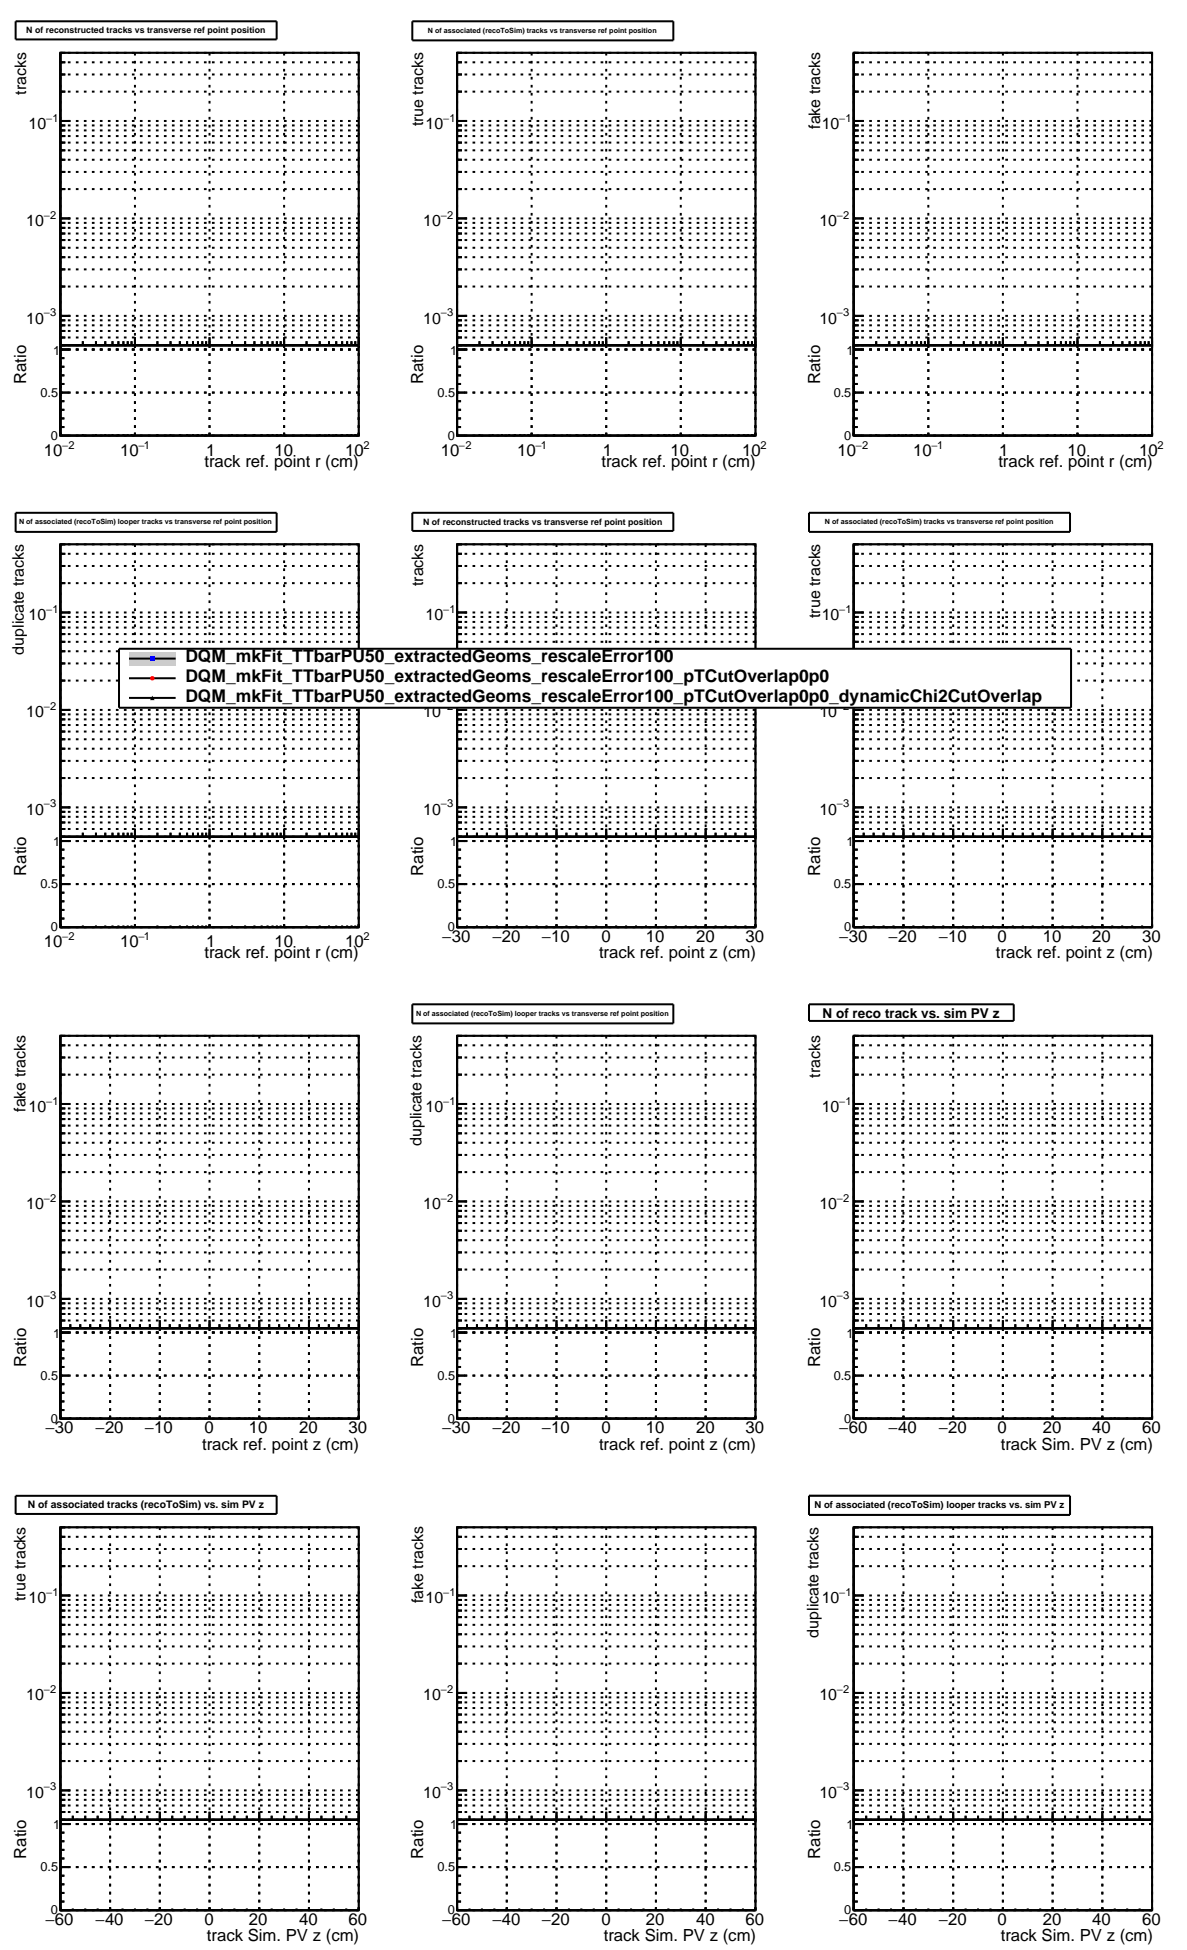 N of reconstructed tracks vs transverse ref point position
tracks
10⁻¹
10⁻²
10⁻³
Ratio
1
0.5
0
10⁻² 10⁻¹ 1 10 10²
track ref. point r (cm)
N of associated (recoToSim) tracks vs transverse ref point position
true tracks
10⁻¹
10⁻²
10⁻³
Ratio
1
0.5
0
10⁻² 10⁻¹ 1 10 10²
track ref. point r (cm)
fake tracks
10⁻¹
10⁻²
10⁻³
Ratio
1
0.5
0
10⁻² 10⁻¹ 1 10 10²
track ref. point r (cm)
N of associated (recoToSim) looper tracks vs transverse ref point position
duplicate tracks
10⁻¹
10⁻²
10⁻³
Ratio
1
0.5
0
10⁻² 10⁻¹ 1 10 10²
track ref. point r (cm)
N of reconstructed tracks vs transverse ref point position
tracks
10⁻¹
10⁻²
10⁻³
Ratio
1
0.5
0
−30 −20 −10 0 10 20 30
track ref. point z (cm)
N of associated (recoToSim) tracks vs transverse ref point position
true tracks
10⁻¹
10⁻²
10⁻³
Ratio
1
0.5
0
−30 −20 −10 0 10 20 30
track ref. point z (cm)
DQM_mkFit_TTbarPU50_extractedGeoms_rescaleError100
DQM_mkFit_TTbarPU50_extractedGeoms_rescaleError100_pTCutOverlap0p0
DQM_mkFit_TTbarPU50_extractedGeoms_rescaleError100_pTCutOverlap0p0_dynamicChi2CutOverlap
fake tracks
10⁻¹
10⁻²
10⁻³
Ratio
1
0.5
0
−30 −20 −10 0 10 20 30
track ref. point z (cm)
N of associated (recoToSim) looper tracks vs transverse ref point position
duplicate tracks
10⁻¹
10⁻²
10⁻³
Ratio
1
0.5
0
−30 −20 −10 0 10 20 30
track ref. point z (cm)
N of reco track vs. sim PV z
tracks
10⁻¹
10⁻²
10⁻³
Ratio
1
0.5
0
−60 −40 −20 0 20 40 60
track Sim. PV z (cm)
N of associated tracks (recoToSim) vs. sim PV z
true tracks
10⁻¹
10⁻²
10⁻³
Ratio
1
0.5
0
−60 −40 −20 0 20 40 60
track Sim. PV z (cm)
fake tracks
10⁻¹
10⁻²
10⁻³
Ratio
1
0.5
0
−60 −40 −20 0 20 40 60
track Sim. PV z (cm)
N of associated (recoToSim) looper tracks vs. sim PV z
duplicate tracks
10⁻¹
10⁻²
10⁻³
Ratio
1
0.5
0
−60 −40 −20 0 20 40 60
track Sim. PV z (cm)